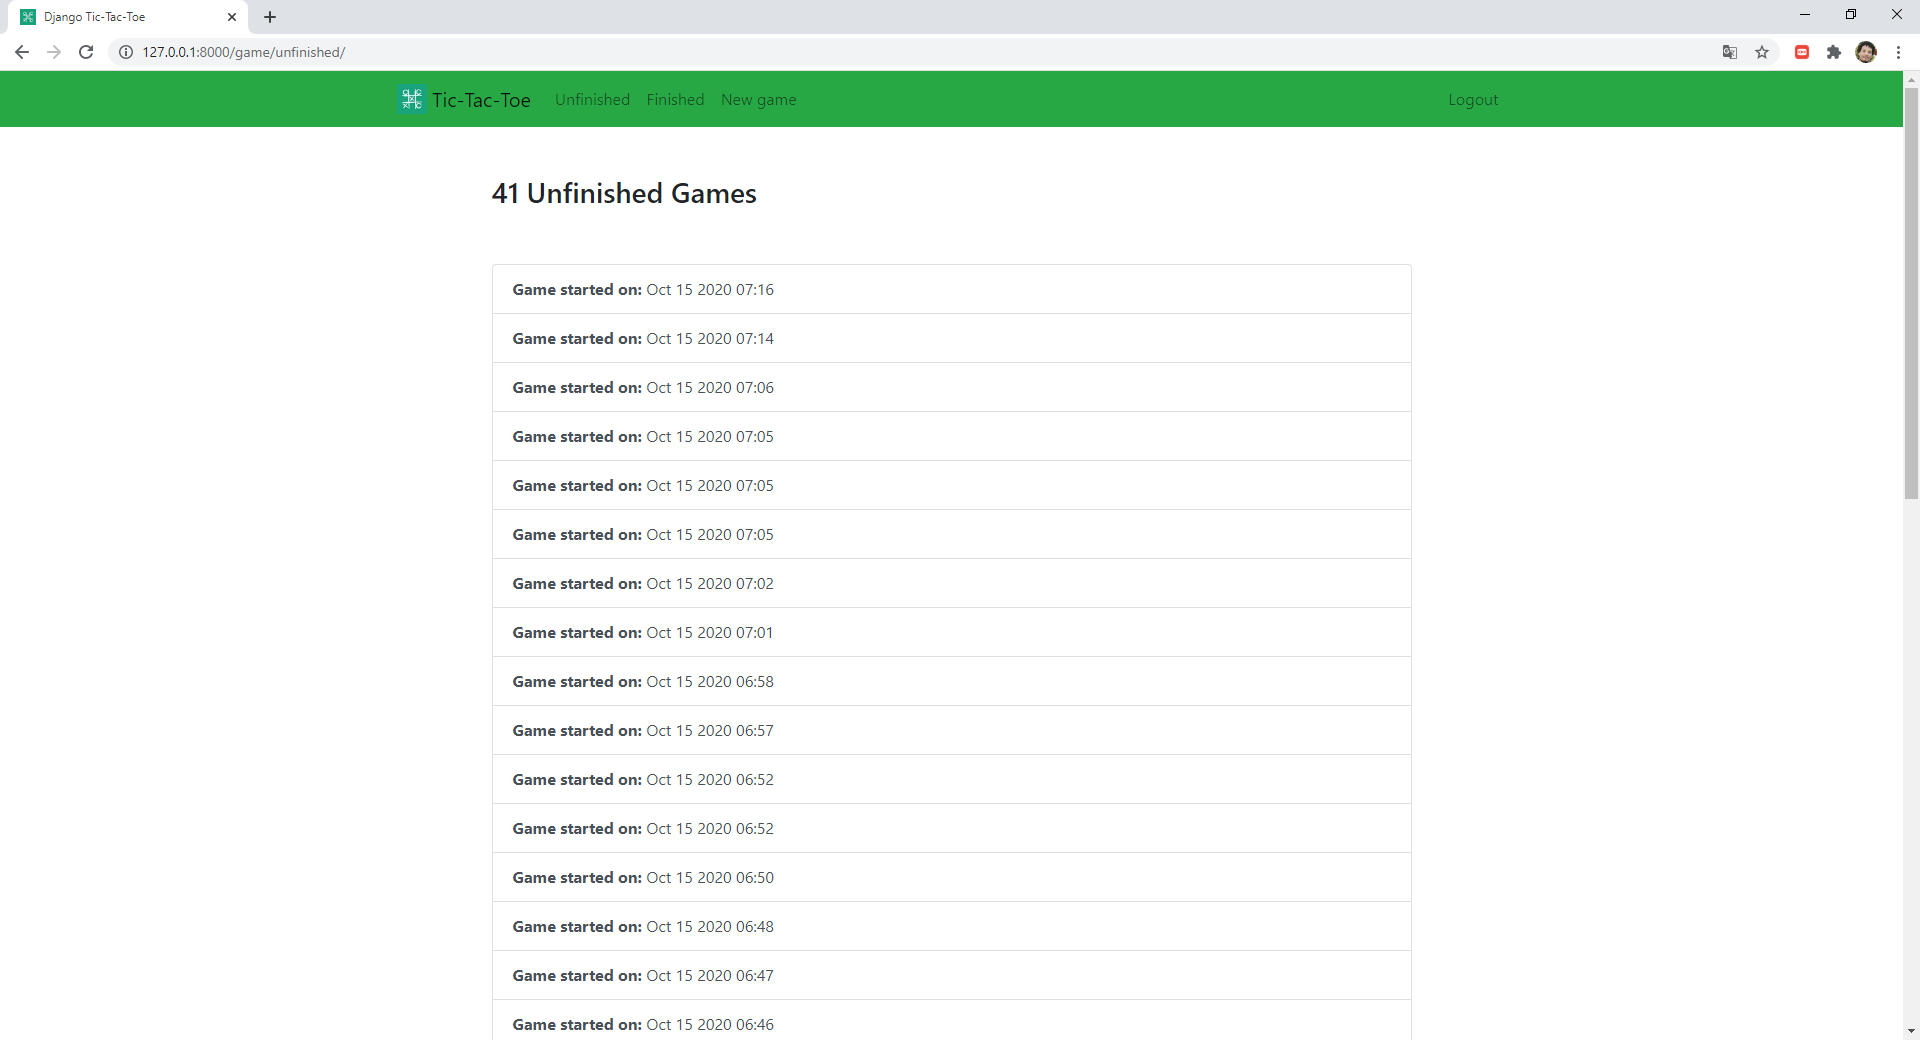 Django Tic-Tac-Toe
127.0.0.1:8000/game/unfinished/
Tic-Tac-Toe Unfinished Finished New game Logout
41 Unfinished Games
Game started on: Oct 15 2020 07:16
Game started on: Oct 15 2020 07:14
Game started on: Oct 15 2020 07:06
Game started on: Oct 15 2020 07:05
Game started on: Oct 15 2020 07:05
Game started on: Oct 15 2020 07:05
Game started on: Oct 15 2020 07:02
Game started on: Oct 15 2020 07:01
Game started on: Oct 15 2020 06:58
Game started on: Oct 15 2020 06:57
Game started on: Oct 15 2020 06:52
Game started on: Oct 15 2020 06:52
Game started on: Oct 15 2020 06:50
Game started on: Oct 15 2020 06:48
Game started on: Oct 15 2020 06:47
Game started on: Oct 15 2020 06:46